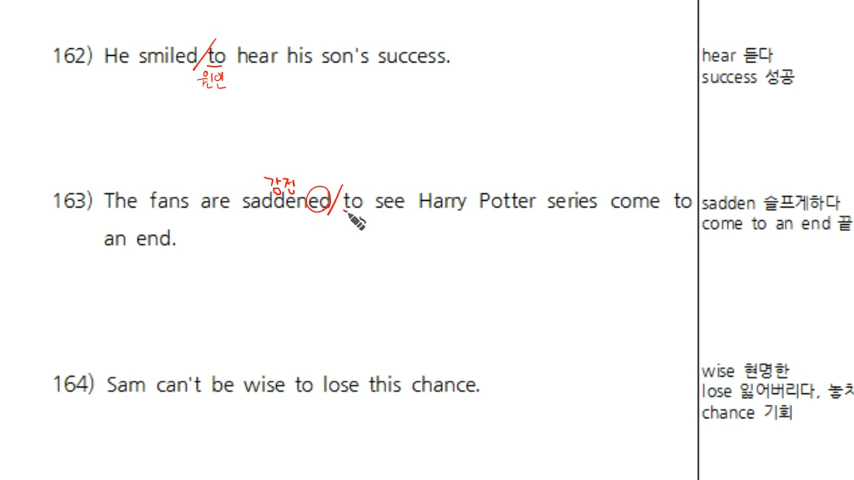 162) He smiled to hear his son's success.
원인
hear 듣다
success 성공
감정
163) The fans are saddened to see Harry Potter series come to
an end.
sadden 슬프게하다
come to an end 끝
164) Sam can't be wise to lose this chance.
wise 현명한
lose 잃어버리다, 놓치
chance 기회